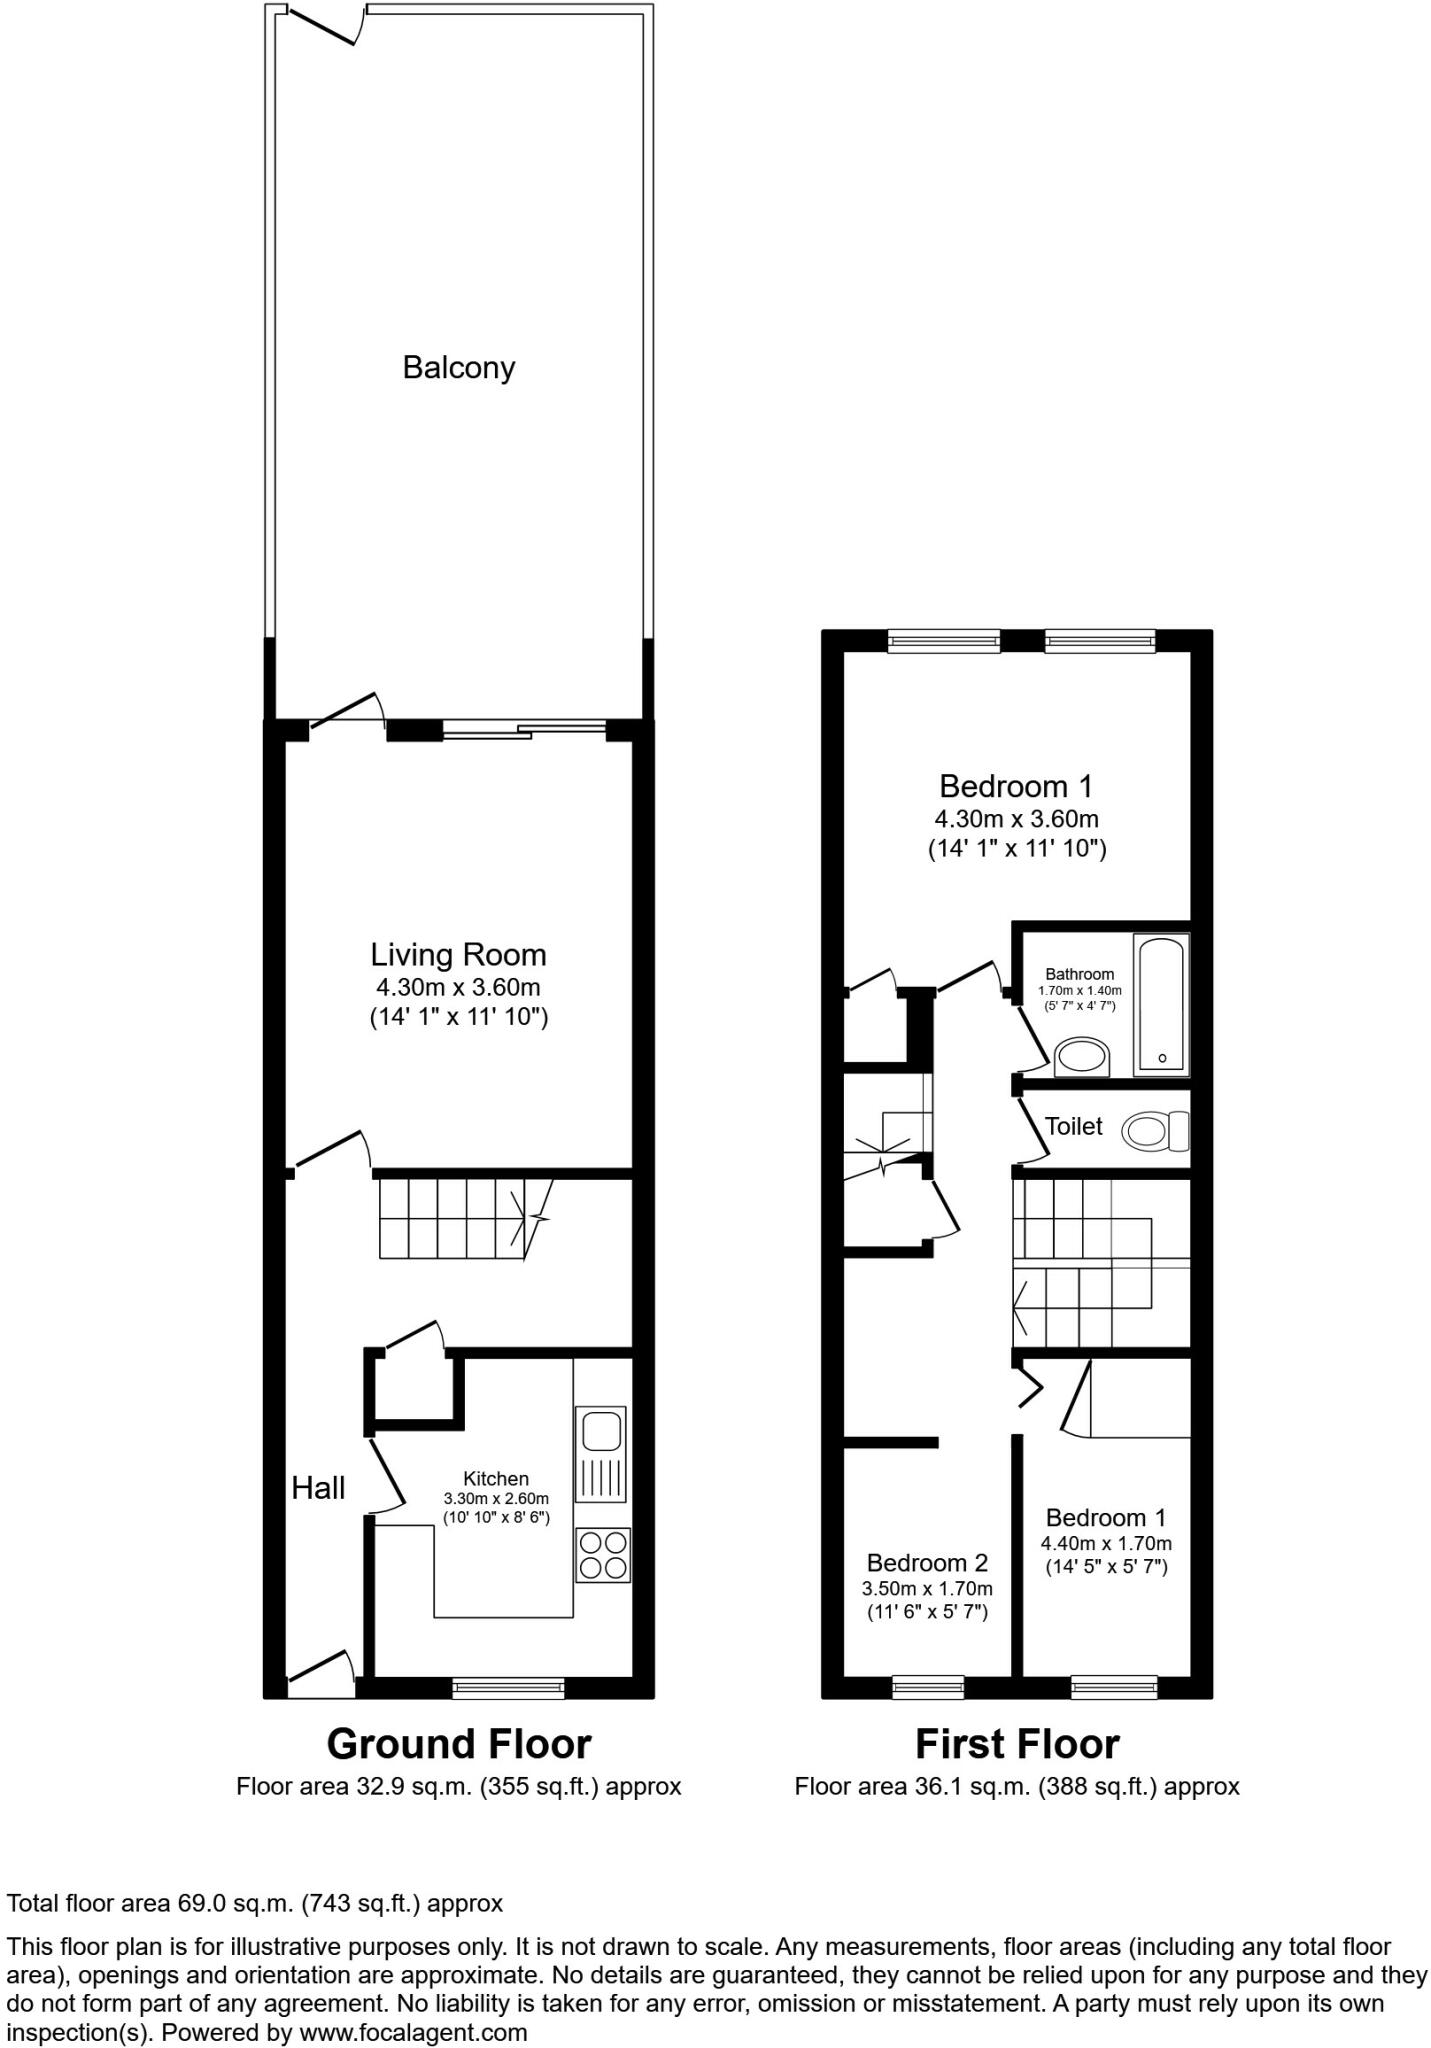 Balcony
Living Room
4.30m x 3.60m
(14' 1" x 11' 10")
Hall
Kitchen
3.30m x 2.60m
(10' 10" x 8' 6")
Ground Floor
Floor area 32.9 sq.m. (355 sq.ft.) approx
Bedroom 1
4.30m x 3.60m
(14' 1" x 11' 10")
Bathroom
1.70m x 1.40m
(5' 7" x 4' 7")
Toilet
Bedroom 1
4.40m x 1.70m
(14' 5" x 5' 7")
Bedroom 2
3.50m x 1.70m
(11' 6" x 5' 7")
First Floor
Floor area 36.1 sq.m. (388 sq.ft.) approx
Total floor area 69.0 sq.m. (743 sq.ft.) approx
This floor plan is for illustrative purposes only. It is not drawn to scale. Any measurements, floor areas (including any total floor
area), openings and orientation are approximate. No details are guaranteed, they cannot be relied upon for any purpose and they
do not form part of any agreement. No liability is taken for any error, omission or misstatement. A party must rely upon its own
inspection(s). Powered by www.focalagent.com